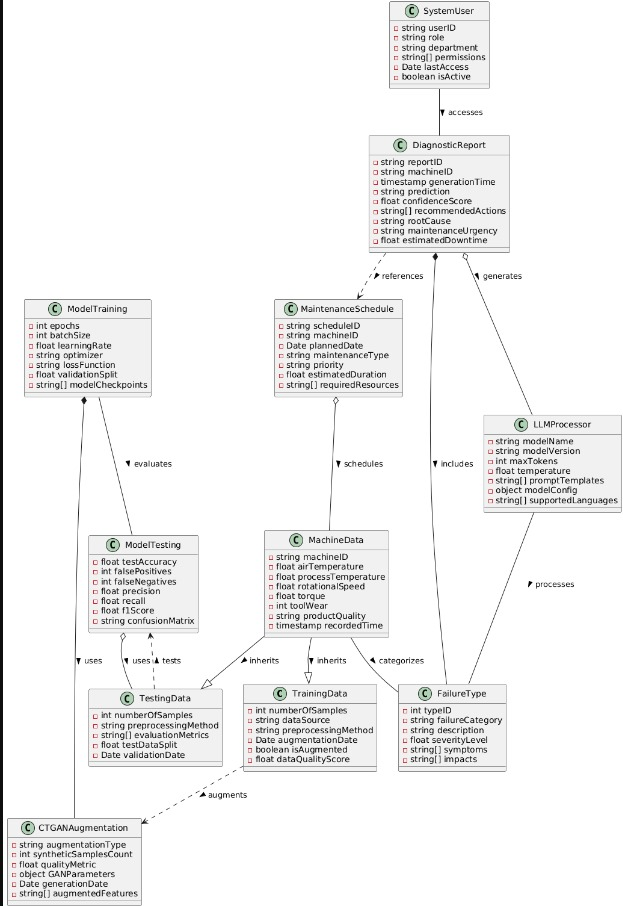 C SystemUser
string userID
string role
string department
string[] permissions
Date lastAccess
boolean isActive
accesses
C DiagnosticReport
string reportID
string machineID
timestamp generationTime
string prediction
float confidenceScore
string[] recommendedActions
string rootCause
string maintenanceUrgency
float estimatedDowntime
references
generates
C ModelTraining
int epochs
int batchSize
float learningRate
string optimizer
string lossFunction
float validationSplit
string[] modelCheckpoints
C MaintenanceSchedule
string scheduleID
string machineID
Date plannedDate
string maintenanceType
string priority
float estimatedDuration
string[] requiredResources
C LLMProcessor
string modelName
string modelVersion
int maxTokens
float temperature
string[] promptTemplates
object modelConfig
string[] supportedLanguages
evaluates
schedules
includes
C ModelTesting
float testAccuracy
int falsePositives
int falseNegatives
float precision
float recall
float f1Score
string confusionMatrix
C MachineData
string machineID
float airTemperature
float processTemperature
float rotationalSpeed
float torque
int toolWear
string productQuality
timestamp recordedTime
processes
uses
uses
tests
inherits
inherits
categorizes
C TestingData
int numberOfSamples
string preprocessingMethod
string[] evaluationMetrics
float testDataSplit
Date validationDate
C TrainingData
int numberOfSamples
string dataSource
string preprocessingMethod
Date augmentationDate
boolean isAugmented
float dataQualityScore
C FailureType
int typeID
string failureCategory
string description
float severityLevel
string[] symptoms
string[] impacts
augments
C CTGANAugmentation
string augmentationType
int syntheticSamplesCount
float qualityMetric
object GANParameters
Date generationDate
string[] augmentedFeatures